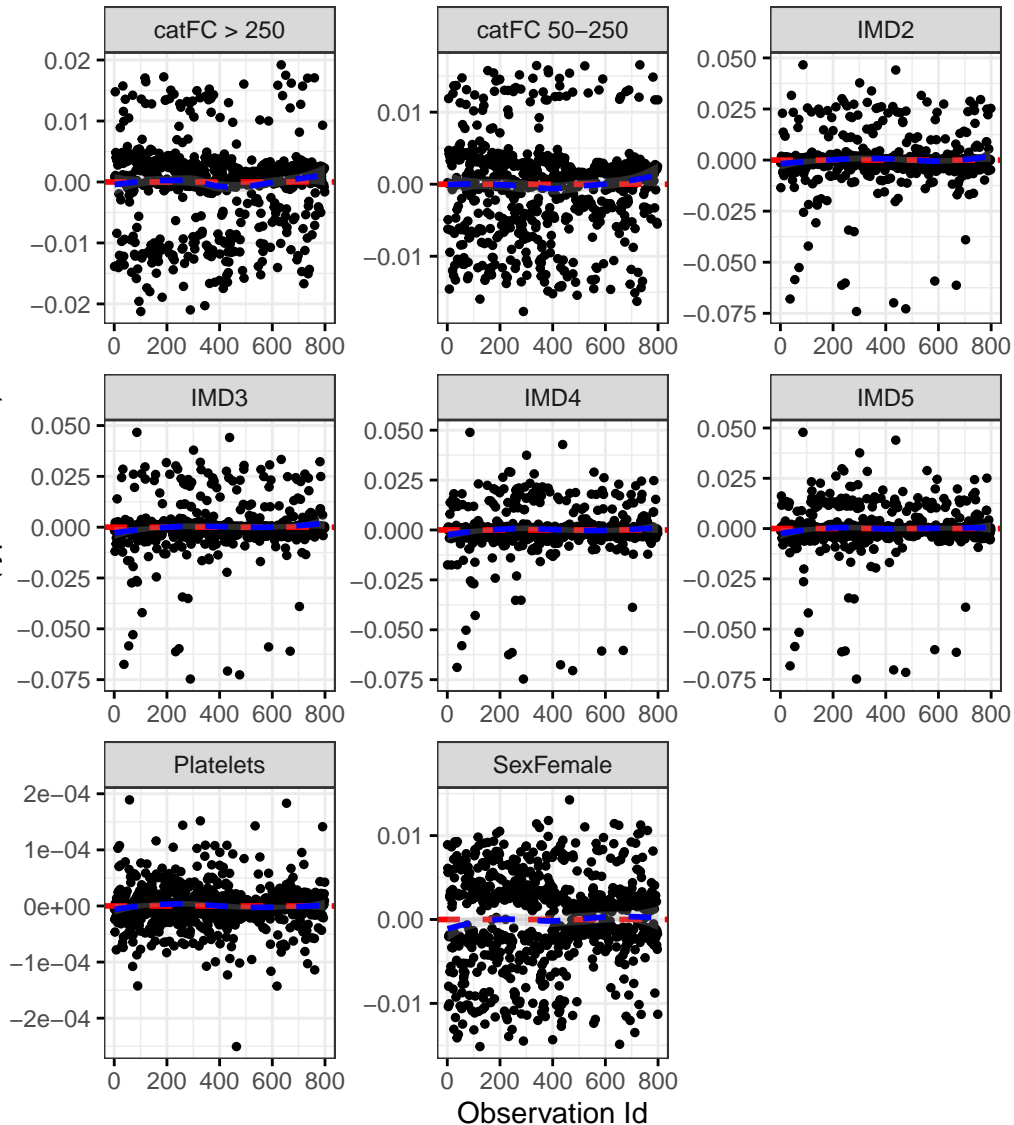 catFC > 250 catFC 50−250 IMD2
0.02 0.01 0.00 −0.01 −0.02
0.01 0.00 −0.01
0.050 0.025 0.000 −0.025 −0.050 −0.075
0 200 400 600 800 0 200 400 600 800 0 200 400 600 800
IMD3 IMD4 IMD5
0.050 0.025 0.000 −0.025 −0.050 −0.075
0.050 0.025 0.000 −0.025 −0.050 −0.075
0.050 0.025 0.000 −0.025 −0.050 −0.075
0 200 400 600 800 0 200 400 600 800 0 200 400 600 800
Platelets SexFemale
2e−04 1e−04 0e+00 −1e−04 −2e−04
0.01 0.00 −0.01
0 200 400 600 800 0 200 400 600 800
Observation Id